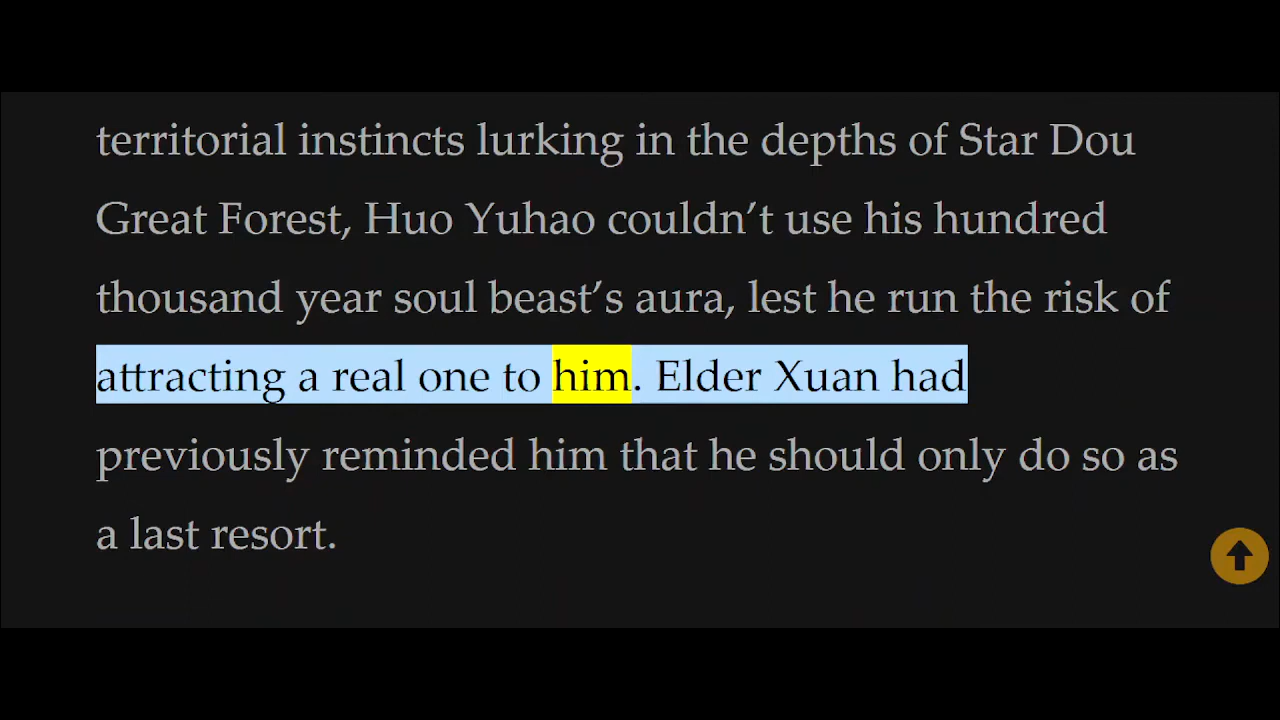 territorial instincts lurking in the depths of Star Dou
Great Forest, Huo Yuhao couldn’t use his hundred
thousand year soul beast’s aura, lest he run the risk of
attracting a real one to him. Elder Xuan had
previously reminded him that he should only do so as
a last resort.